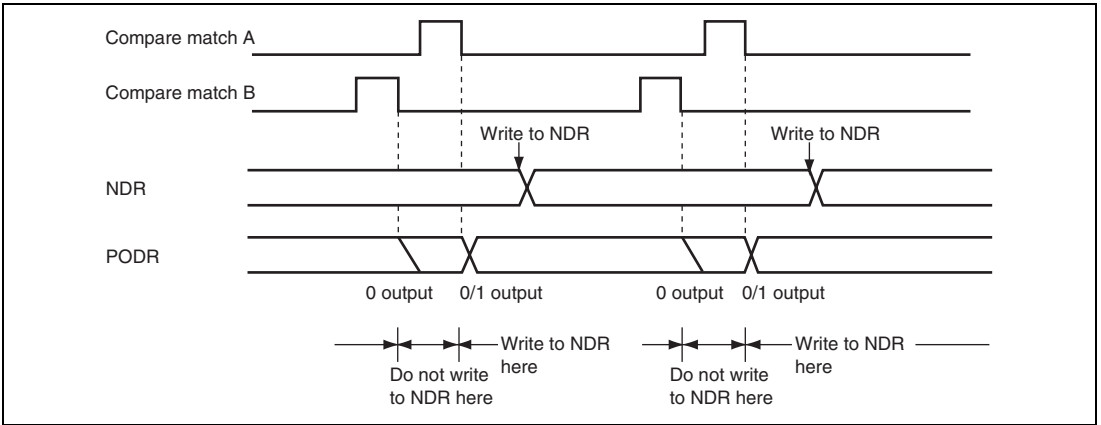 Compare match A
Compare match B
Write to NDR Write to NDR
NDR
PODR
0 output 0/1 output 0 output 0/1 output
Write to NDR Write to NDR
here here
Do not write Do not write
to NDR here to NDR here